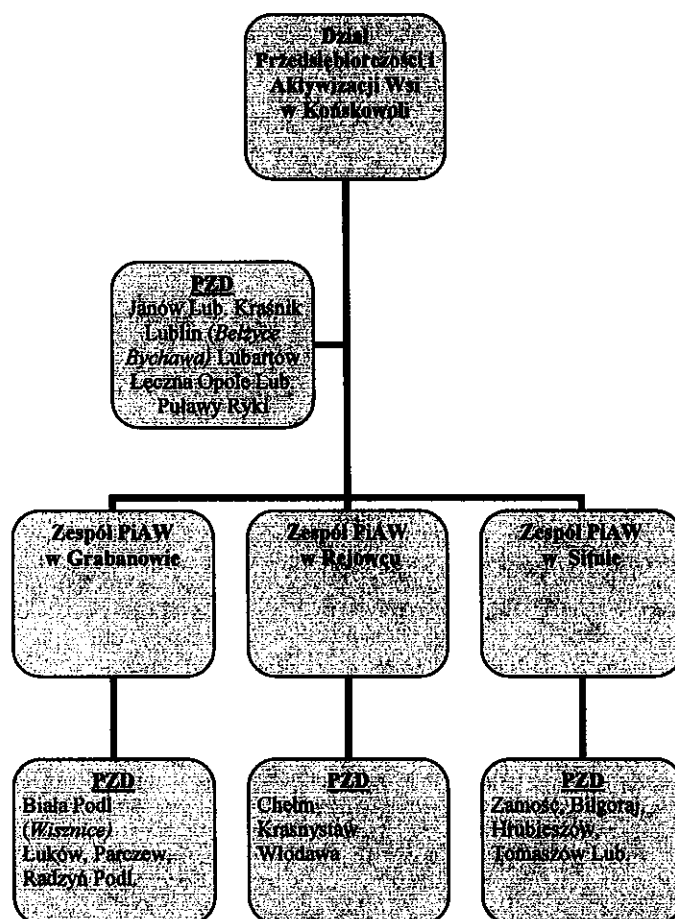 Dział
Przedsiębiorczości i
Aktywizacji Wsi
w Końskowoli
PZD
Janów Lub. Kraśnik
Lublin (Bełżyce
Bychawa) Lubartów
Łęczna Opole Lub.
Puławy Ryki
Zespół PiAW
w Grabanowie
Zespół PiAW
w Rejowcu
Zespół PiAW
w Sitnie
PZD
Biała Podl
(Wisznice)
Łuków, Parczew,
Radzyń Podl.
PZD
Chełm
Krasnystaw
Włodawa
PZD
Zamość, Biłgoraj,
Hrubieszów,
Tomaszów Lub.